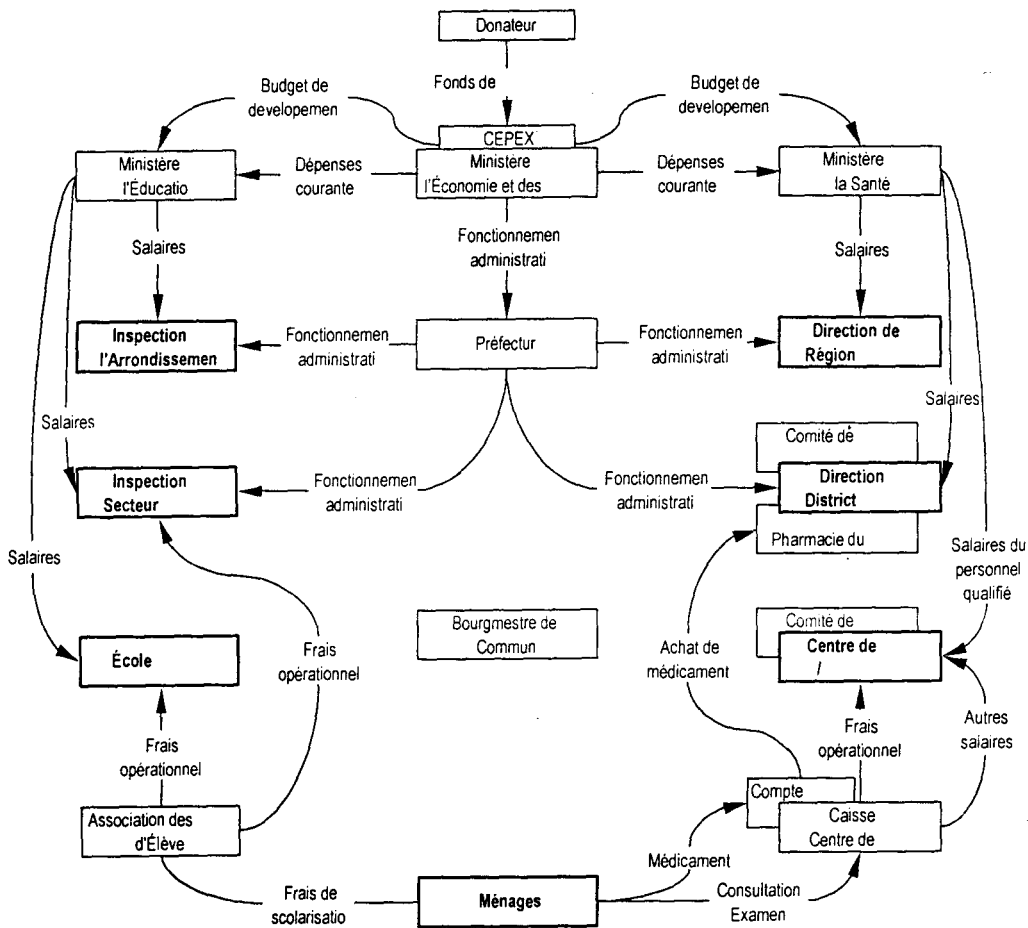 Donateur
Budget de
developemen
Fonds de
Budget de
developemen
CEPEX
Ministère
l'Éducatio
Dépenses
courante
Ministère
l'Économie et des
Dépenses
courante
Ministère
la Santé
Salaires
Fonctionnemen
administrati
Salaires
Inspection
l'Arrondissemen
Fonctionnemen
administrati
Préfectur
Fonctionnemen
administrati
Direction de
Région
Salaires
Salaires
Comité de
Inspection
Secteur
Fonctionnemen
administrati
Fonctionnemen
administrati
Direction
District
Pharmacie du
Salaires
Salaires du
personnel
qualifié
École
Frais
opérationnel
Bourgmestre de
Commun
Achat de
médicament
Comité de
Centre de
Frais
opérationnel
Frais
opérationnel
Autres
salaires
Association des
d'Élève
Compte
Caisse
Centre de
Médicament
Frais de
scolarisatio
Ménages
Consultation
Examen